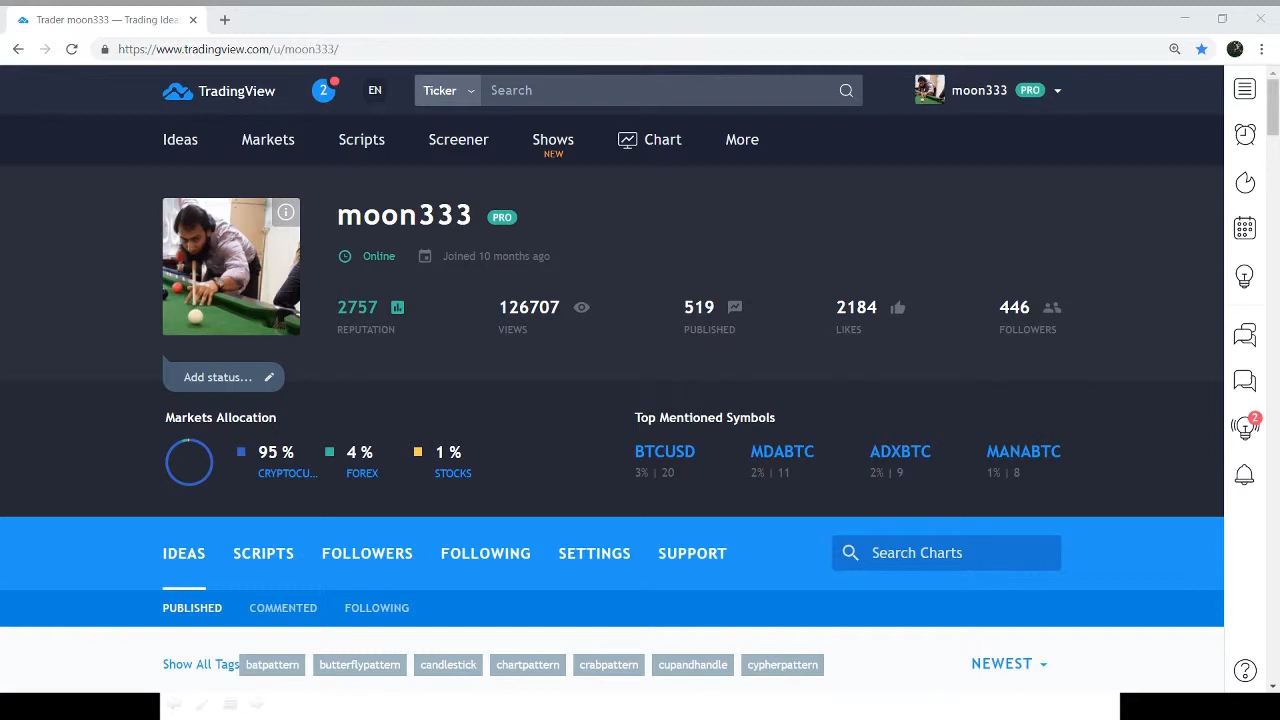 Trader moon333 — Trading Idea
https://www.tradingview.com/u/moon333/
TradingView 2 EN Ticker Search moon333 PRO
Ideas Markets Scripts Screener Shows Chart More
NEW
moon333 PRO
Online Joined 10 months ago
2757 126707 519 2184 446
REPUTATION VIEWS PUBLISHED LIKES FOLLOWERS
Add status...
Markets Allocation Top Mentioned Symbols
95 % 4 % 1 % BTCUSD MDABTC ADXBTC MANABTC
CRYPTOCU... FOREX STOCKS 3% | 20 2% | 11 2% | 9 1% | 8
2
IDEAS SCRIPTS FOLLOWERS FOLLOWING SETTINGS SUPPORT Search Charts
PUBLISHED COMMENTED FOLLOWING
Show All Tags batpattern butterflypattern candlestick chartpattern crabpattern cupandhandle cypherpattern NEWEST